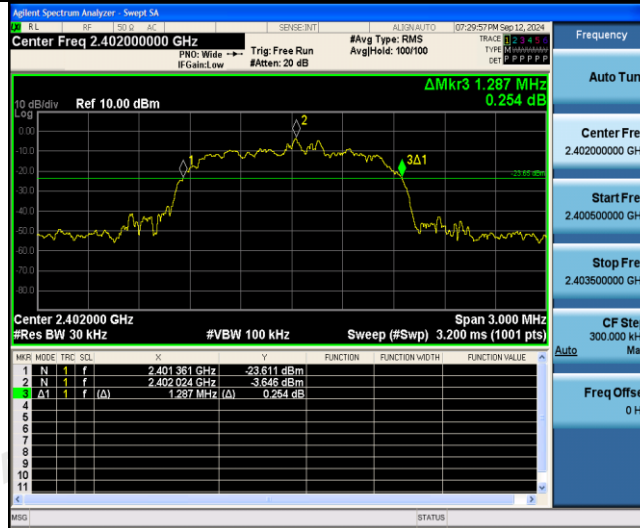 Agilent Spectrum Analyzer - Swept SA
RL RF 50 Ω AC SENSE:INT ALIGNAUTO 07:29:57 PM Sep 12, 2024
Center Freq 2.402000000 GHz #Avg Type: RMS TRACE 1 2 3 4 5 6
PNO: Wide Trig: Free Run Avg|Hold: 100/100 TYPE M
IFGain:Low #Atten: 20 dB DET P P P P P P
ΔMkr3 1.287 MHz
10 dB/div Ref 10.00 dBm 0.254 dB
Log
0.00
-10.0
-20.0
-30.0
-40.0
-50.0
-60.0
-70.0
-80.0
1
2
3Δ1
-23.65 dBm
Center 2.402000 GHz Span 3.000 MHz
#Res BW 30 kHz #VBW 100 kHz Sweep (#Swp) 3.200 ms (1001 pts)
MKR MODE TRC SCL X Y FUNCTION FUNCTION WIDTH FUNCTION VALUE
1 N 1 f 2.401 361 GHz -23.611 dBm
2 N 1 f 2.402 024 GHz -3.646 dBm
3 Δ1 1 f (Δ) 1.287 MHz (Δ) 0.254 dB
4
5
6
7
8
9
10
11
MSG STATUS
Frequency
Auto Tun
Center Fre
2.402000000 GH
Start Fre
2.400500000 GH
Stop Fre
2.403500000 GH
CF Ste
300.000 kH
Auto Ma
Freq Offse
0 H